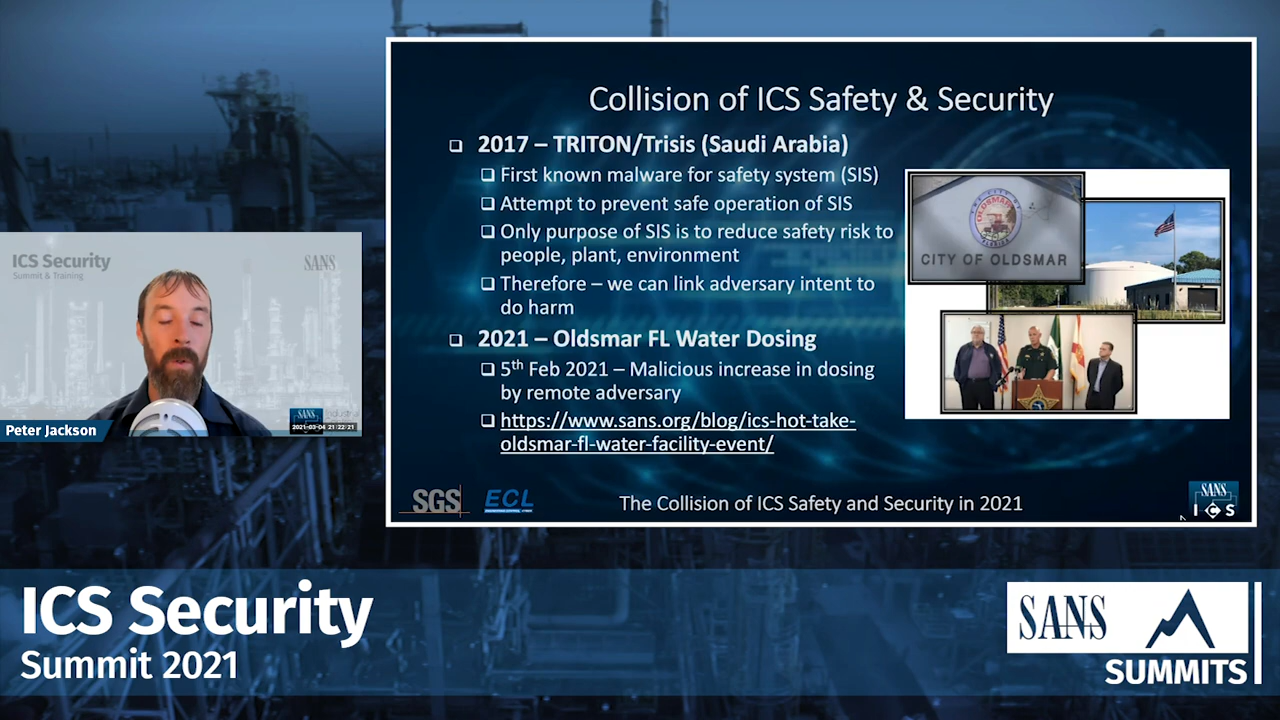 Collision of ICS Safety & Security
❑ 2017 – TRITON/Trisis (Saudi Arabia)
❑ First known malware for safety system (SIS)
❑ Attempt to prevent safe operation of SIS
❑ Only purpose of SIS is to reduce safety risk to
people, plant, environment
❑ Therefore – we can link adversary intent to
do harm
❑ 2021 – Oldsmar FL Water Dosing
❑ 5th Feb 2021 – Malicious increase in dosing
by remote adversary
❑ https://www.sans.org/blog/ics-hot-take-
oldsmar-fl-water-facility-event/
OLDSMAR
FLORIDA
CITY OF OLDSMAR
SGS
ECL
The Collision of ICS Safety and Security in 2021
SANS
ICS
ICS Security
Summit & Training
SANS
SANS
2021-03-04 21:22:21
Peter Jackson
ICS Security
Summit 2021
SANS
SUMMITS